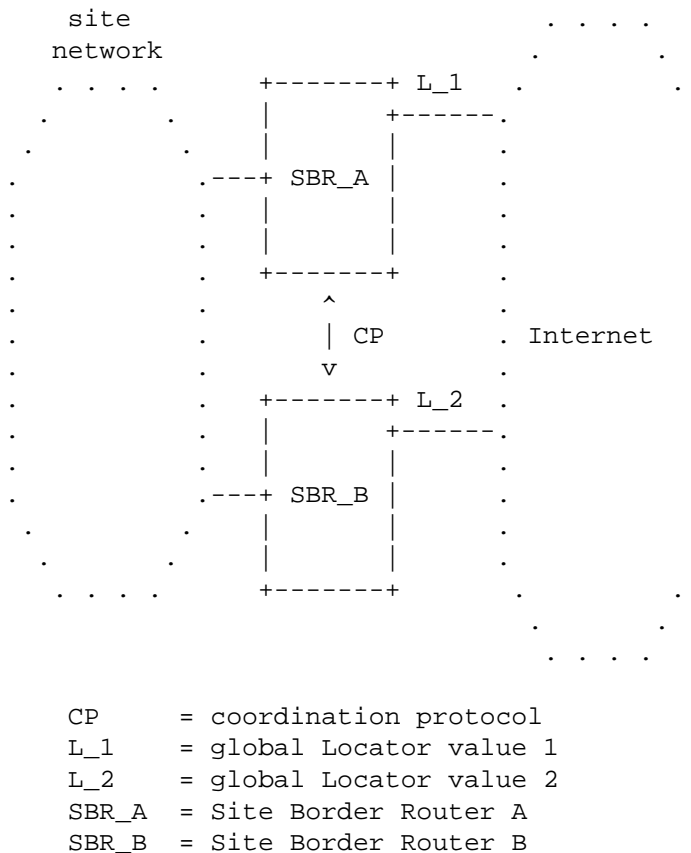 site
network
L_1
SBR_A
CP
Internet
L_2
SBR_B
CP = coordination protocol
L_1 = global Locator value 1
L_2 = global Locator value 2
SBR_A = Site Border Router A
SBR_B = Site Border Router B